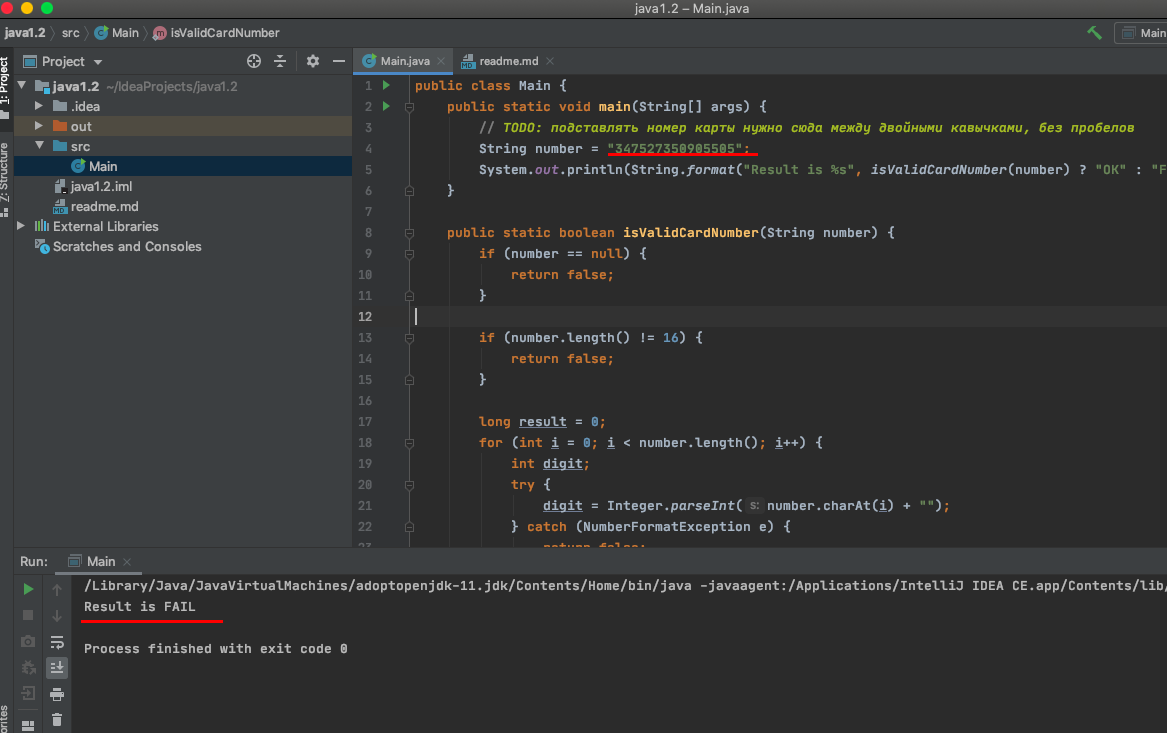 java1.2 – Main.java
java1.2 src Main isValidCardNumber Main
1: Project
Z: Structure
Project
java1.2 ~/IdeaProjects/java1.2
.idea
out
src
Main
java1.2.iml
readme.md
External Libraries
Scratches and Consoles
Main.java readme.md
1 public class Main {
2 public static void main(String[] args) {
3 // TODO: подставлять номер карты нужно сюда между двойными кавычками, без пробелов
4 String number = "347527350905505";
5 System.out.println(String.format("Result is %s", isValidCardNumber(number) ? "OK" : "F
6 }
7
8 public static boolean isValidCardNumber(String number) {
9 if (number == null) {
10 return false;
11 }
12
13 if (number.length() != 16) {
14 return false;
15 }
16
17 long result = 0;
18 for (int i = 0; i < number.length(); i++) {
19 int digit;
20 try {
21 digit = Integer.parseInt( s: number.charAt(i) + "");
22 } catch (NumberFormatException e) {
23 return false;
Run: Main
/Library/Java/JavaVirtualMachines/adoptopenjdk-11.jdk/Contents/Home/bin/java -javaagent:/Applications/IntelliJ IDEA CE.app/Contents/lib/
Result is FAIL
Process finished with exit code 0